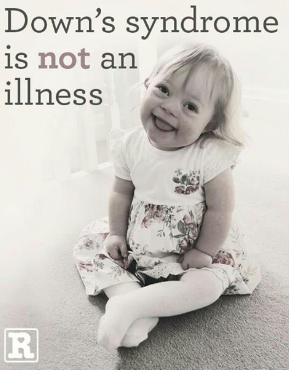 Down’s syndrome
is not an
illness
R